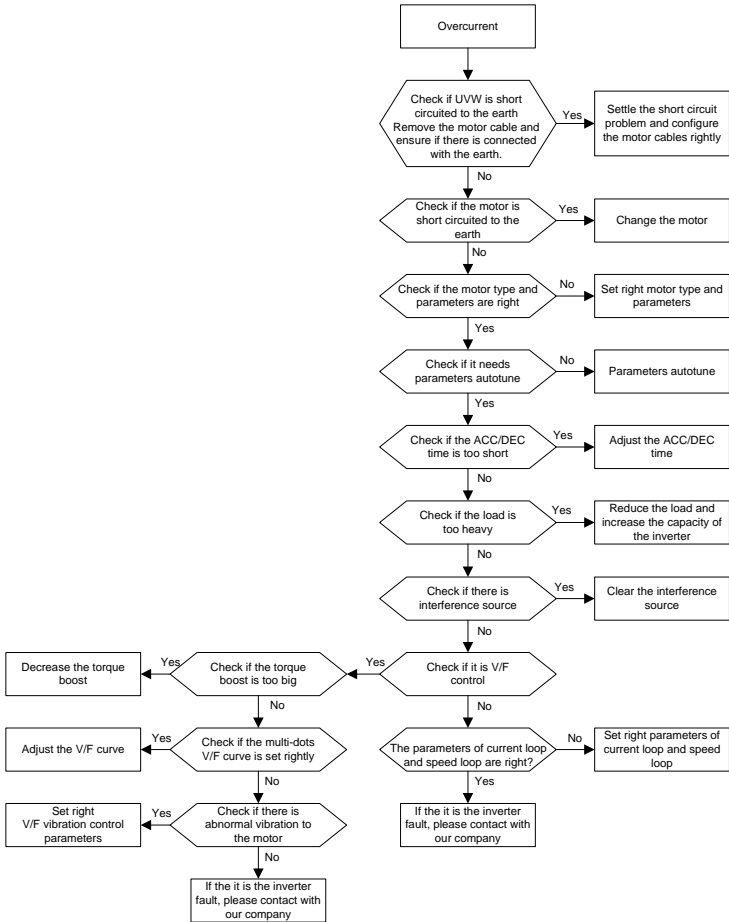 Overcurrent
Check if UVW is short
circuited to the earth
Remove the motor cable and
ensure if there is connected
with the earth.
Yes
Settle the short circuit
problem and configure
the motor cables rightly
No
Check if the motor is
short circuited to the
earth
Yes
Change the motor
No
Check if the motor type and
parameters are right
No
Set right motor type and
parameters
Yes
Check if it needs
parameters autotune
No
Parameters autotune
Yes
Check if the ACC/DEC
time is too short
Yes
Adjust the ACC/DEC
time
No
Check if the load is
too heavy
Yes
Reduce the load and
increase the capacity of
the inverter
No
Check if there is
interference source
Yes
Clear the interference
source
No
Decrease the torque
boost
Yes
Check if the torque
boost is too big
Yes
Check if it is V/F
control
No
No
Adjust the V/F curve
Yes
Check if the multi-dots
V/F curve is set rightly
The parameters of current loop
and speed loop are right?
No
Set right parameters of
current loop and speed
loop
No
Yes
Set right
V/F vibration control
parameters
Yes
Check if there is
abnormal vibration to
the motor
If the it is the inverter
fault, please contact with
our company
No
If the it is the inverter
fault, please contact with
our company